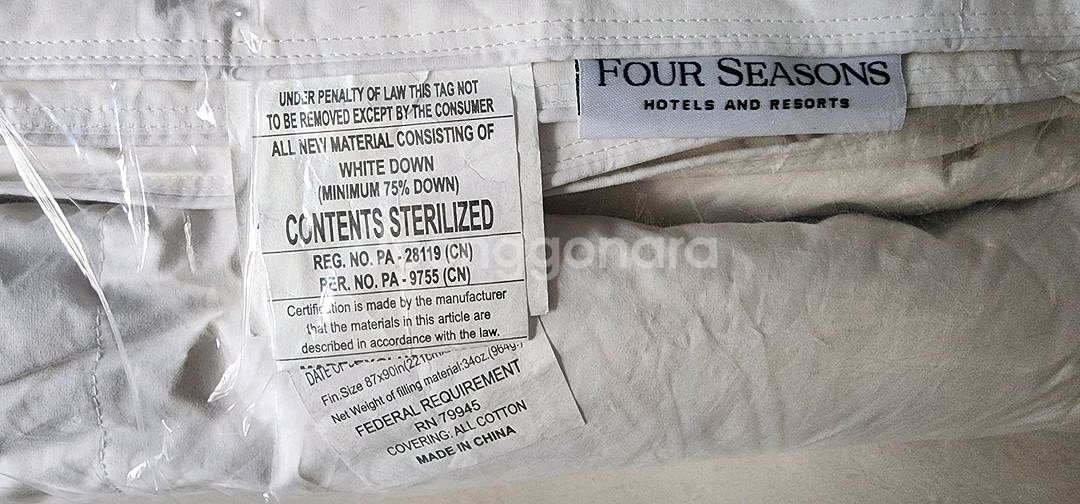 UNDER PENALTY OF LAW THIS TAG NOT
TO BE REMOVED EXCEPT BY THE CONSUMER
ALL NEW MATERIAL CONSISTING OF
WHITE DOWN
(MINIMUM 75% DOWN)
CONTENTS STERILIZED
REG. NO. PA - 28119 (CN)
PER. NO. PA - 9755 (CN)
Certification is made by the manufacturer
that the materials in this article are
described in accordance with the law.
DATE OF
Fin.Size 87x90in(221cm
Net Weight of filling material:34oz.(964g.)
FEDERAL REQUIREMENT
RN 79945
COVERING: ALL COTTON
MADE IN CHINA
FOUR SEASONS
HOTELS AND RESORTS